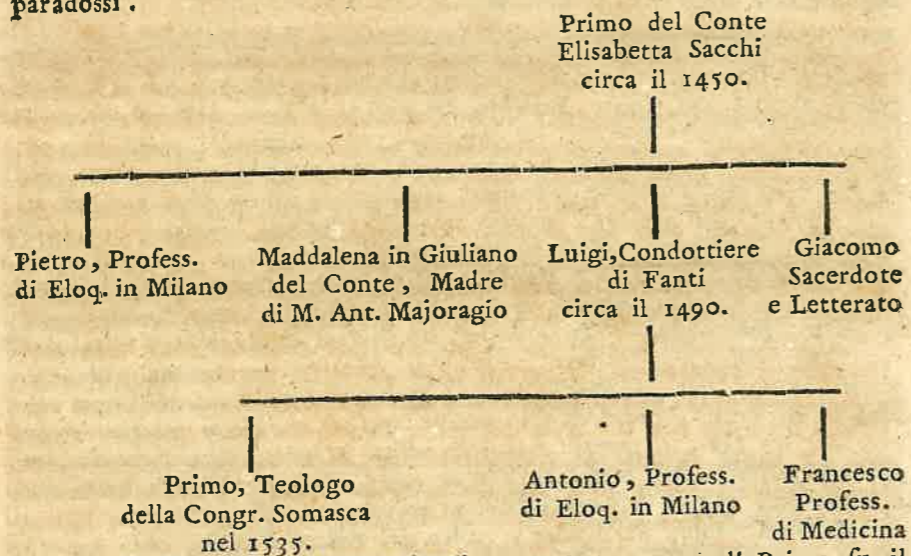 paradossi.
Primo del Conte
Elisabetta Sacchi
circa il 1450.
Pietro, Profess.
di Eloq. in Milano
Maddalena in Giuliano
del Conte, Madre
di M. Ant. Majoragio
Luigi, Condottiere
di Fanti
circa il 1490.
Giacomo
Sacerdote
e Letterato
Primo, Teologo
della Congr. Somasca
nel 1535.
Antonio, Profess.
di Eloq. in Milano
Francesco
Profess.
di Medicina